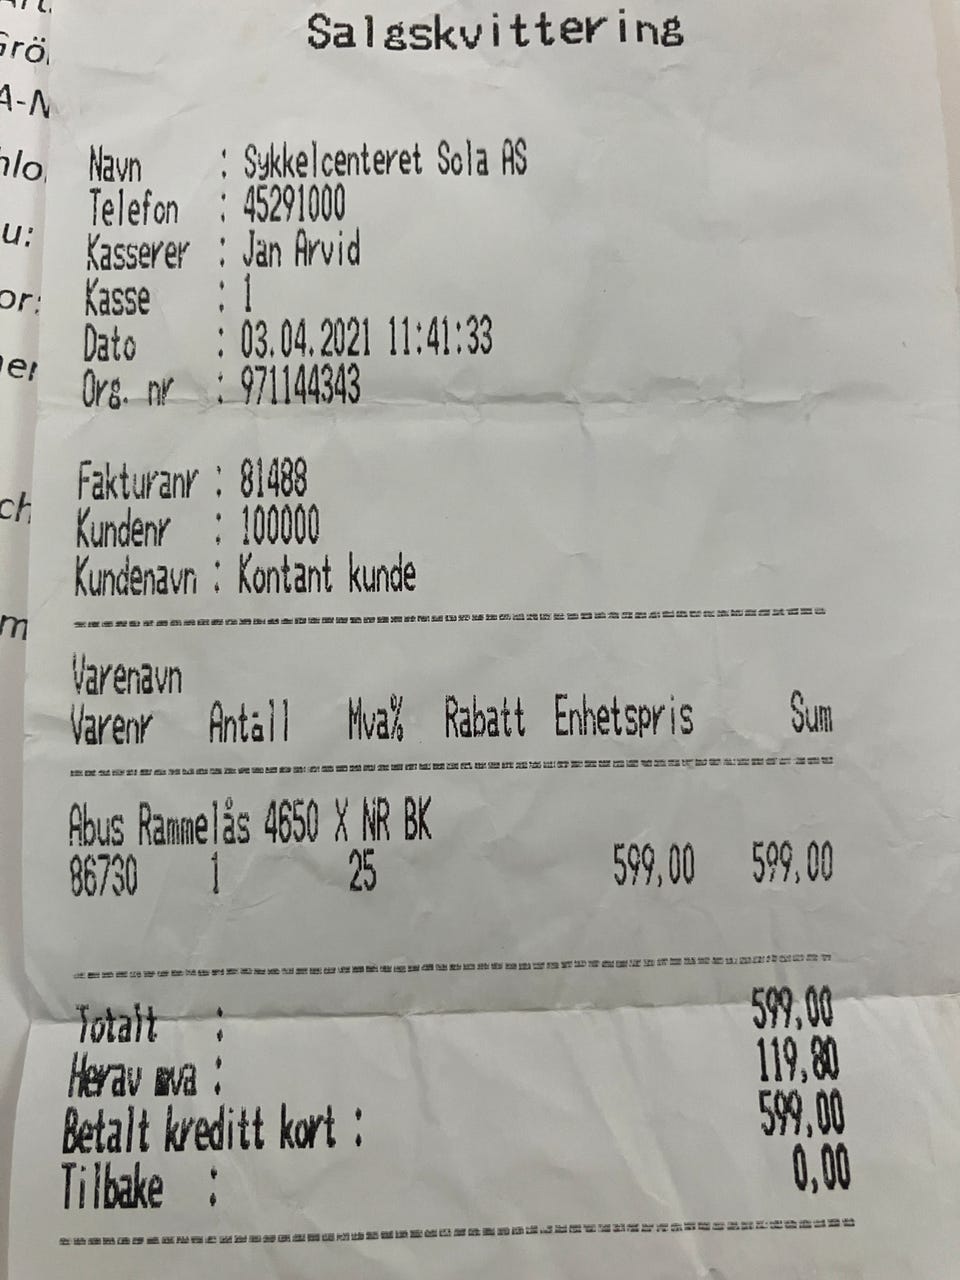 Salgskvittering
Navn : Sykkelcenteret Sola AS
Telefon : 45291000
Kasserer : Jan Arvid
Kasse : 1
Dato : 03.04.2021 11:41:33
Org. nr : 971144343
Fakturanr : 81488
Kundenr : 100000
Kundenavn : Kontant kunde
Varenavn
Varenr Antall Mva% Rabatt Enhetspris Sum
Abus Rammelås 4650 X NR BK
86730 1 25 599,00 599,00
Totalt : 599,00
Herav mva : 119,80
Betalt kreditt kort : 599,00
Tilbake : 0,00